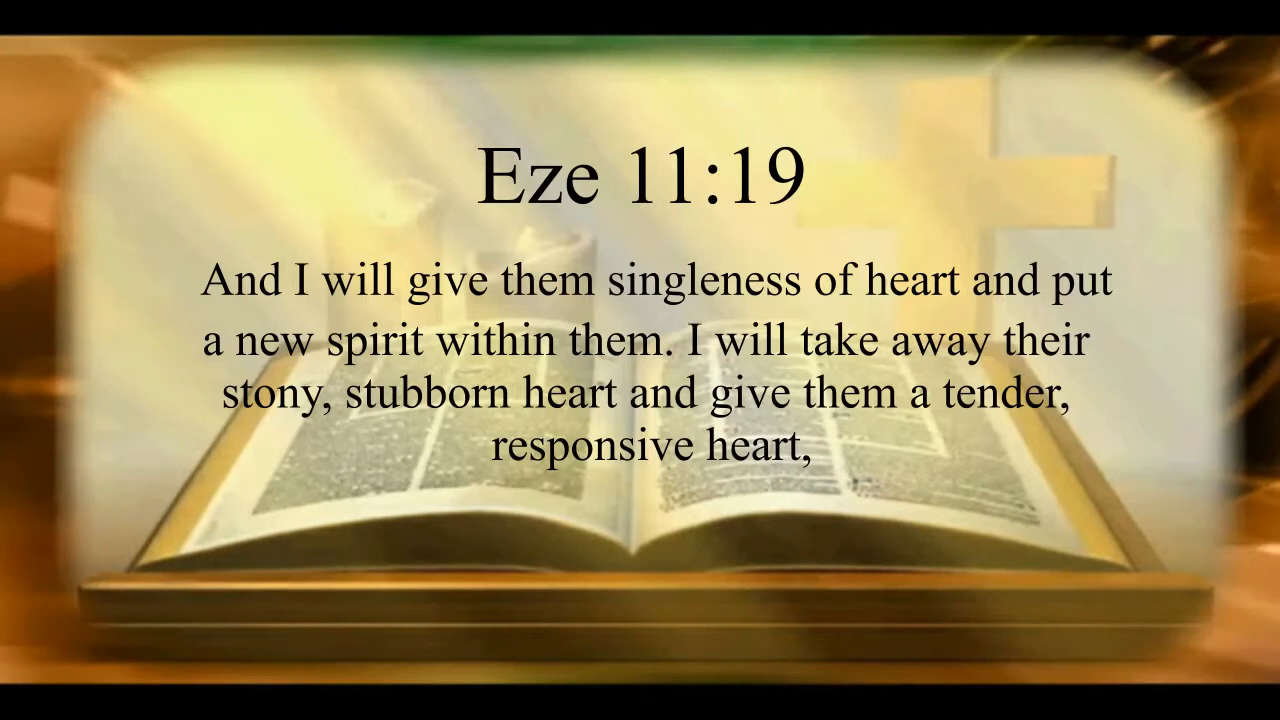 Eze 11:19
And I will give them singleness of heart and put
a new spirit within them. I will take away their
stony, stubborn heart and give them a tender,
responsive heart,